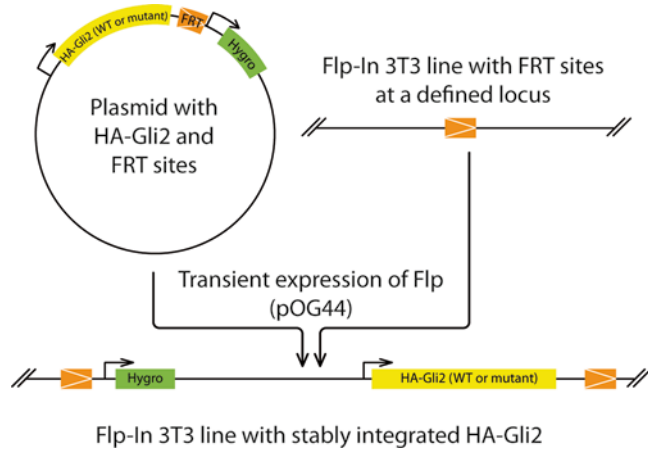 HA-Gli2 (WT or mutant)
FRT
Hygro
Plasmid with
HA-Gli2 and
FRT sites
Flp-In 3T3 line with FRT sites
at a defined locus
Transient expression of Flp
(pOG44)
Hygro
HA-Gli2 (WT or mutant)
Flp-In 3T3 line with stably integrated HA-Gli2